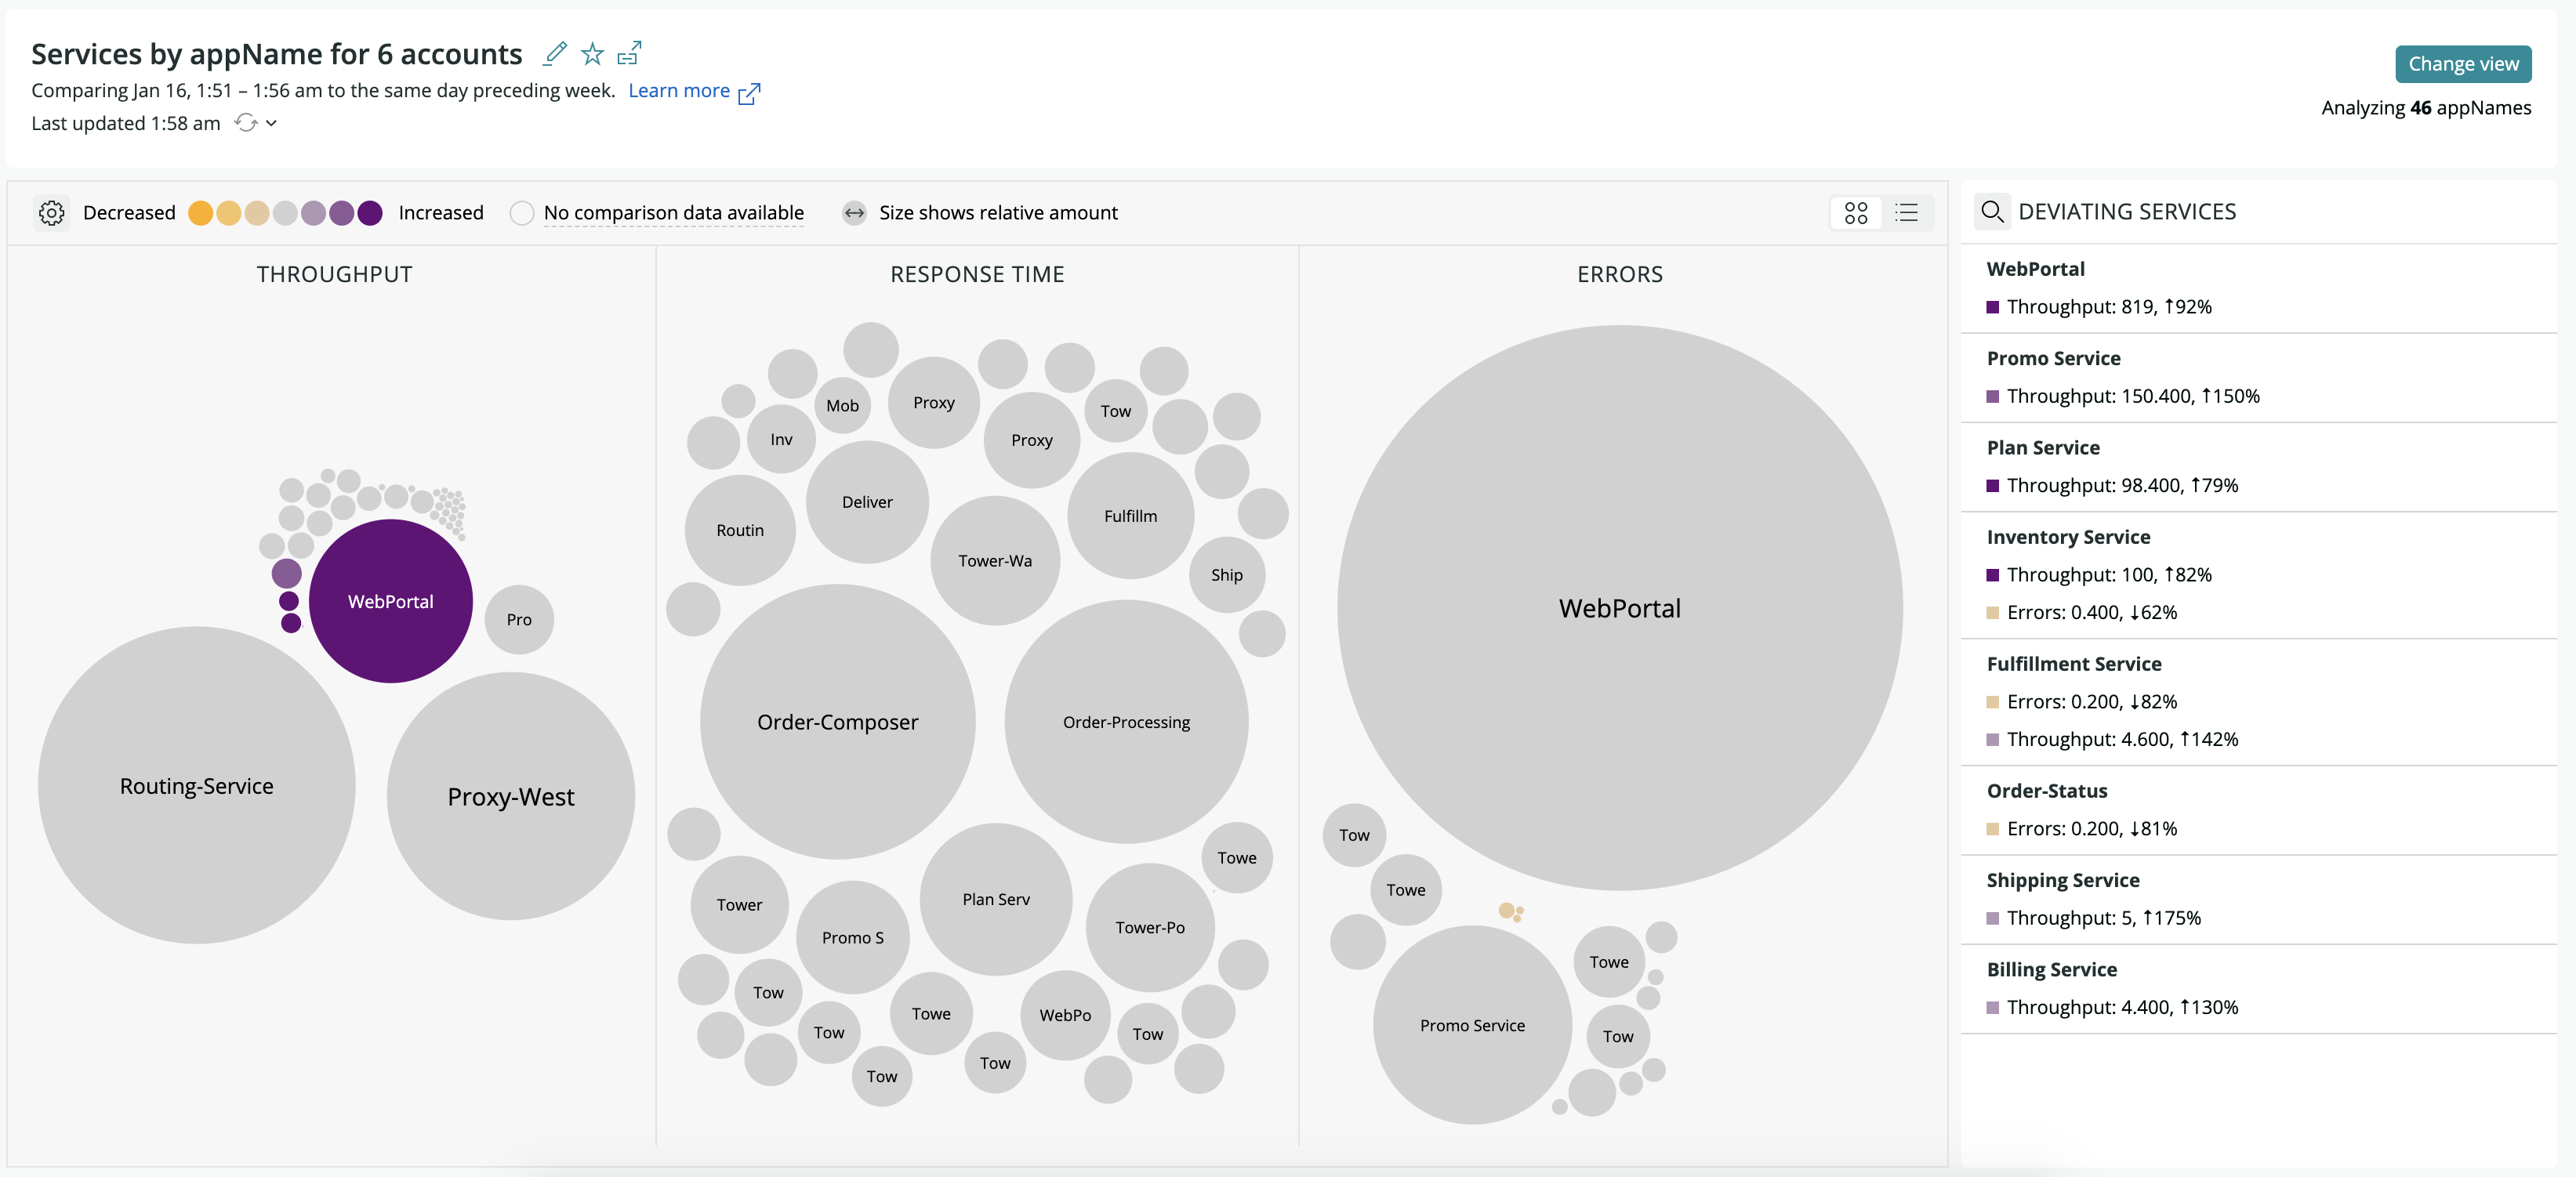 Services by appName for 6 accounts
Comparing Jan 16, 1:51 – 1:56 am to the same day preceding week. Learn more
Last updated 1:58 am
Change view
Analyzing 46 appNames
Decreased
Increased
No comparison data available
Size shows relative amount
THROUGHPUT
WebPortal
Pro
Routing-Service
Proxy-West
RESPONSE TIME
Mob
Proxy
Tow
Inv
Proxy
Deliver
Fulfillm
Routin
Tower-Wa
Ship
Order-Composer
Order-Processing
Towe
Plan Serv
Tower
Tower-Po
Promo S
Tow
Towe
WebPo
Tow
Tow
Tow
Tow
ERRORS
WebPortal
Tow
Towe
Towe
Promo Service
Tow
DEVIATING SERVICES
WebPortal
Throughput: 819, ↑92%
Promo Service
Throughput: 150.400, ↑150%
Plan Service
Throughput: 98.400, ↑79%
Inventory Service
Throughput: 100, ↑82%
Errors: 0.400, ↓62%
Fulfillment Service
Errors: 0.200, ↓82%
Throughput: 4.600, ↑142%
Order-Status
Errors: 0.200, ↓81%
Shipping Service
Throughput: 5, ↑175%
Billing Service
Throughput: 4.400, ↑130%